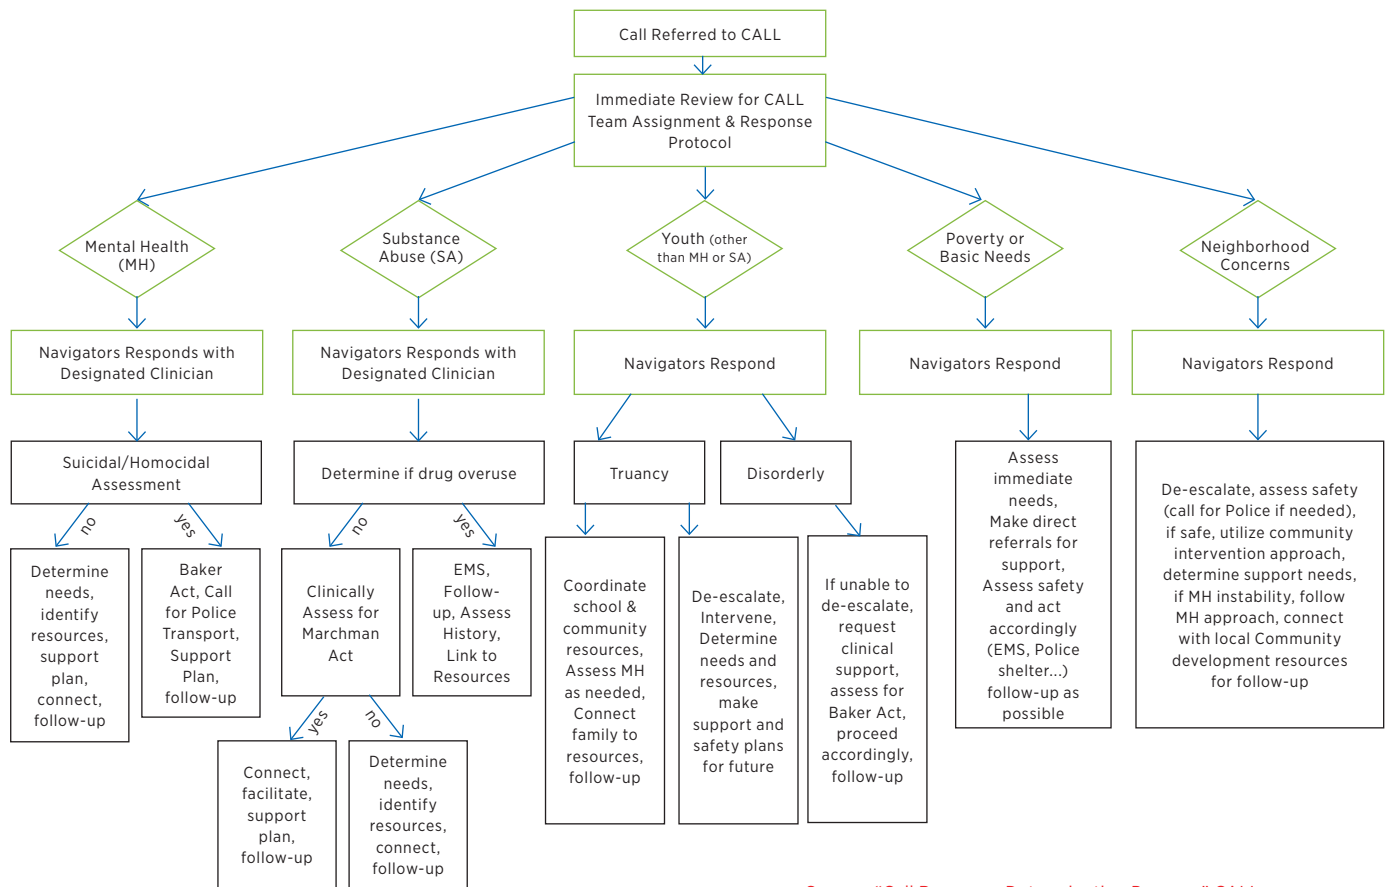 Call Referred to CALL
Immediate Review for CALL
Team Assignment & Response
Protocol
Mental Health
(MH)
Substance
Abuse (SA)
Youth (other
than MH or SA)
Poverty or
Basic Needs
Neighborhood
Concerns
Navigators Responds with
Designated Clinician
Navigators Responds with
Designated Clinician
Navigators Respond
Navigators Respond
Navigators Respond
Suicidal/Homocidal
Assessment
Determine if drug overuse
Truancy
Disorderly
no
yes
no
yes
Determine
needs,
identify
resources,
support
plan,
connect,
follow-up
Baker
Act, Call
for Police
Transport,
Support
Plan,
follow-up
Clinically
Assess for
Marchman
Act
EMS,
Follow-
up, Assess
History,
Link to
Resources
yes
no
Connect,
facilitate,
support
plan,
follow-up
Determine
needs,
identify
resources,
connect,
follow-up
Coordinate
school &
community
resources,
Assess MH
as needed,
Connect
family to
resources,
follow-up
De-escalate,
Intervene,
Determine
needs and
resources,
make
support and
safety plans
for future
If unable to
de-escalate,
request
clinical
support,
assess for
Baker Act,
proceed
accordingly,
follow-up
Assess
immediate
needs,
Make direct
referrals for
support,
Assess safety
and act
accordingly
(EMS, Police
shelter...)
follow-up as
possible
De-escalate, assess safety
(call for Police if needed),
if safe, utilize community
intervention approach,
determine support needs,
if MH instability, follow
MH approach, connect
with local Community
development resources
for follow-up